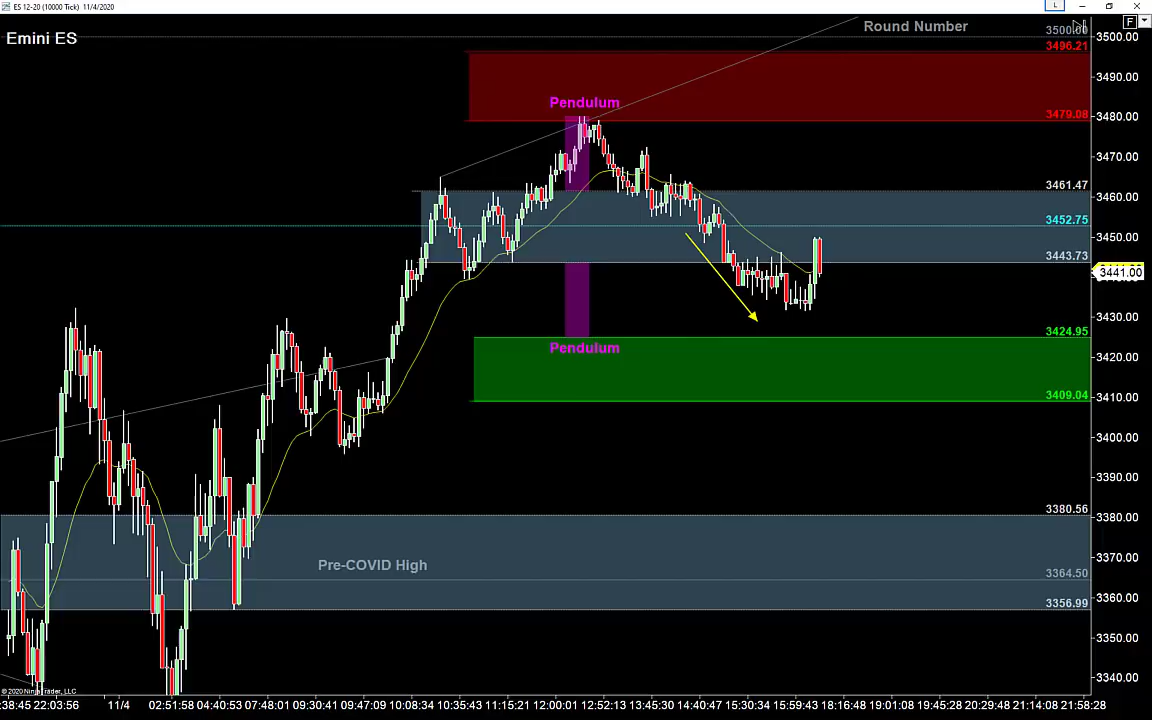 ES 12-20 (10000 Tick) 11/4/2020
L
F
Emini ES
Round Number
3500.00
3500.00
3496.21
3490.00
Pendulum
3479.08
3480.00
3470.00
3461.47
3460.00
3452.75
3450.00
3443.73
3441.00
3430.00
3424.95
Pendulum
3420.00
3409.04
3410.00
3400.00
3390.00
3380.56
3380.00
Pre-COVID High
3370.00
3364.50
3360.00
3356.99
3350.00
3340.00
© 2020 NinjaTrader, LLC
:38:45 22:03:56 11/4 02:51:58 04:40:53 07:48:01 09:30:41 09:47:09 10:08:34 10:35:43 11:15:21 12:00:01 12:52:13 13:45:30 14:40:47 15:30:34 15:59:43 18:16:48 19:01:08 19:45:28 20:29:48 21:14:08 21:58:28